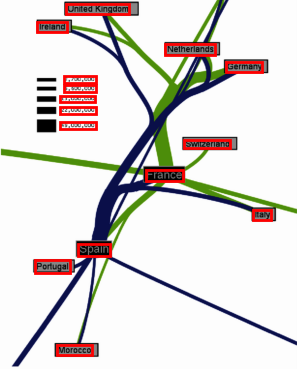 United Kingdom
Ireland
Netherlands
Germany
Switzerland
France
Italy
Spain
Portugal
Morocco